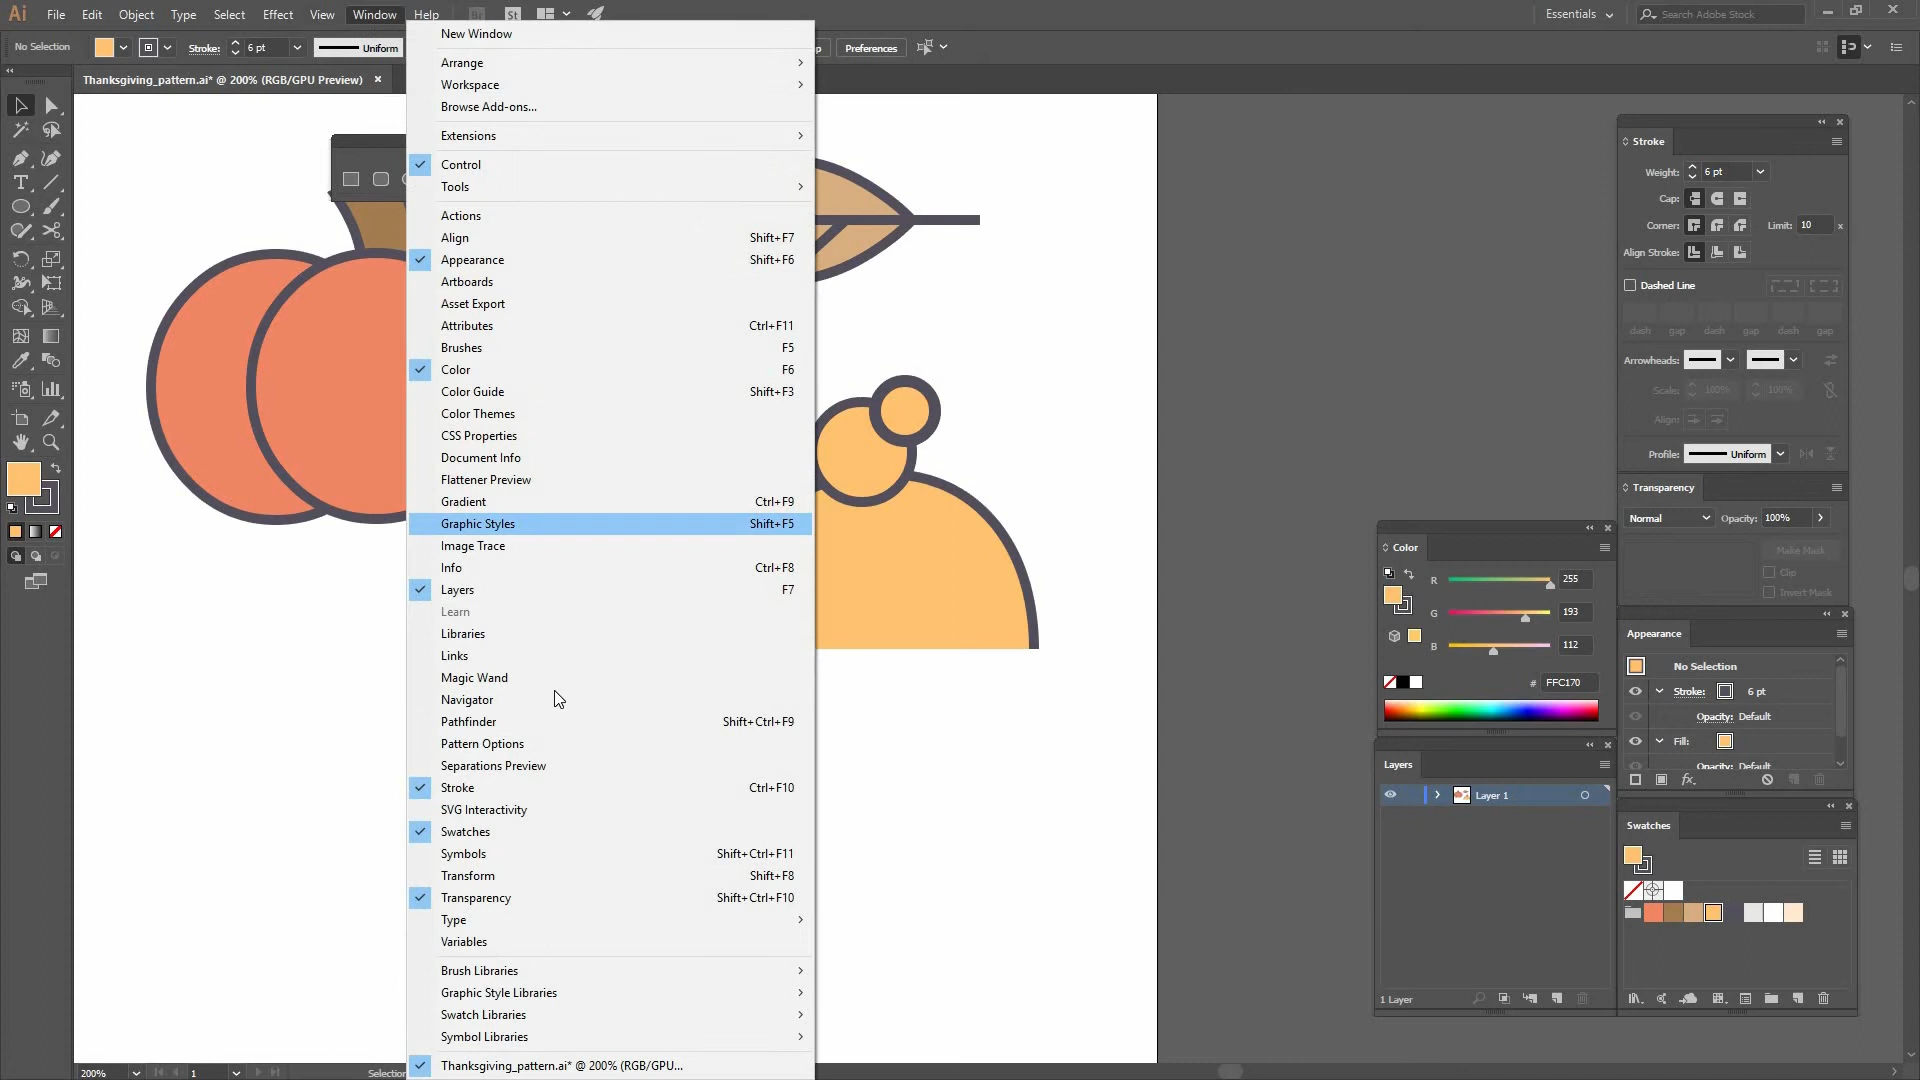 Ai File Edit Object Type Select Effect View Window Help Br St Essentials Search Adobe Stock
No Selection Stroke: 6 pt Uniform Preferences
Thanksgiving_pattern.ai* @ 200% (RGB/GPU Preview)
New Window
Arrange
Workspace
Browse Add-ons...
Extensions
Control
Tools
Actions
Align Shift+F7
Appearance Shift+F6
Artboards
Asset Export
Attributes Ctrl+F11
Brushes F5
Color F6
Color Guide Shift+F3
Color Themes
CSS Properties
Document Info
Flattener Preview
Gradient Ctrl+F9
Graphic Styles Shift+F5
Image Trace
Info Ctrl+F8
Layers F7
Learn
Libraries
Links
Magic Wand
Navigator
Pathfinder Shift+Ctrl+F9
Pattern Options
Separations Preview
Stroke Ctrl+F10
SVG Interactivity
Swatches
Symbols Shift+Ctrl+F11
Transform Shift+F8
Transparency Shift+Ctrl+F10
Type
Variables
Brush Libraries
Graphic Style Libraries
Swatch Libraries
Symbol Libraries
Thanksgiving_pattern.ai* @ 200% (RGB/GPU...
Stroke
Weight: 6 pt
Cap:
Corner: Limit: 10 x
Align Stroke:
Dashed Line
dash gap dash gap dash gap
Arrowheads:
Scale: 100% 100%
Align:
Profile: Uniform
Transparency
Normal Opacity: 100%
Make Mask
Clip
Invert Mask
Color
R 255
G 193
B 112
# FFC170
Appearance
No Selection
Stroke: 6 pt
Opacity: Default
Fill:
Opacity: Default
fx
Layers
Layer 1
1 Layer
Swatches
200% 1 Selection